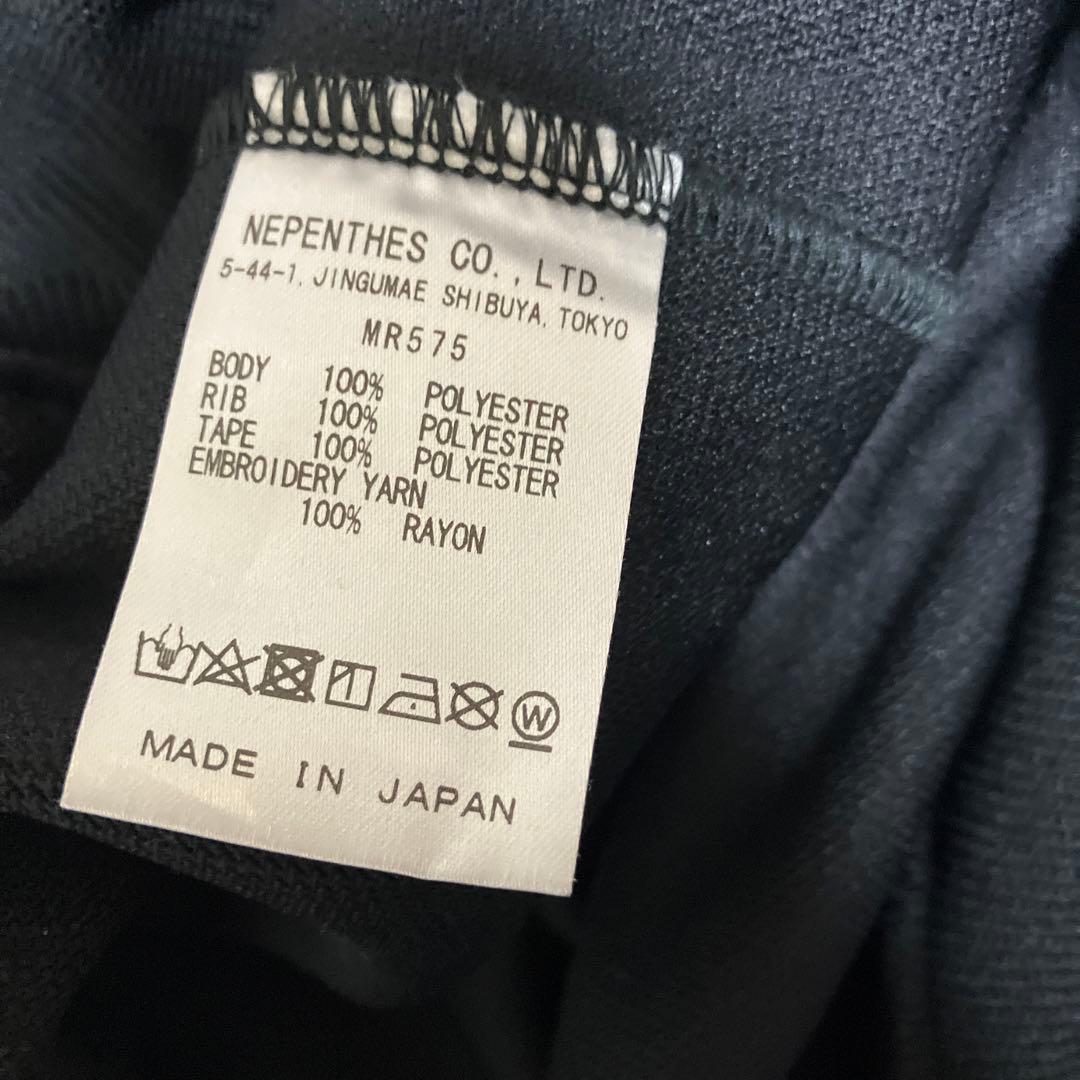 NEPENTHES CO., LTD.
5-44-1, JINGUMAE SHIBUYA, TOKYO
MR575
BODY 100% POLYESTER
RIB 100% POLYESTER
TAPE 100% POLYESTER
EMBROIDERY YARN
100% RAYON
W
MADE IN JAPAN